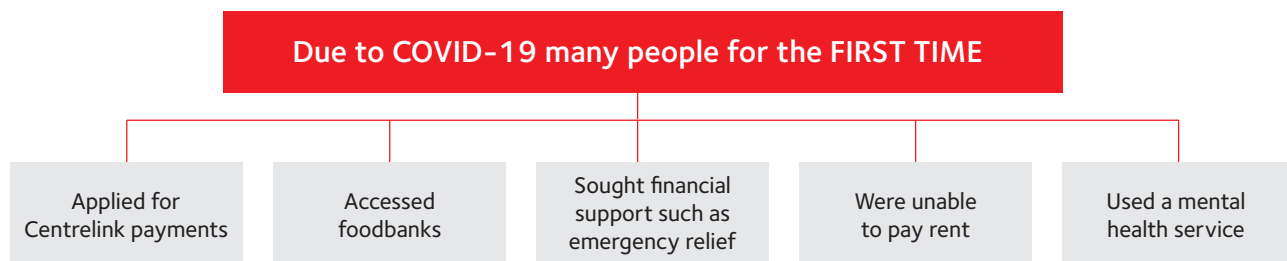 Due to COVID-19 many people for the FIRST TIME
Applied for
Centrelink payments
Accessed
foodbanks
Sought financial
support such as
emergency relief
Were unable
to pay rent
Used a mental
health service